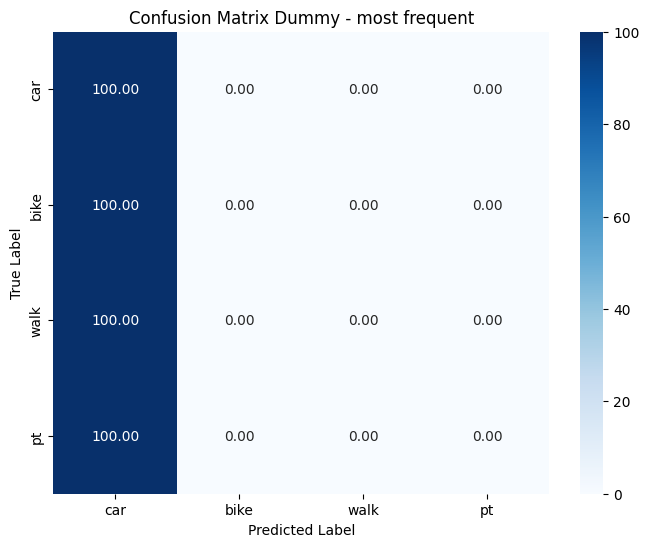 Confusion Matrix Dummy - most frequent
True Label
car 100.00 0.00 0.00 0.00
bike 100.00 0.00 0.00 0.00
walk 100.00 0.00 0.00 0.00
pt 100.00 0.00 0.00 0.00
car bike walk pt
Predicted Label
100
80
60
40
20
0